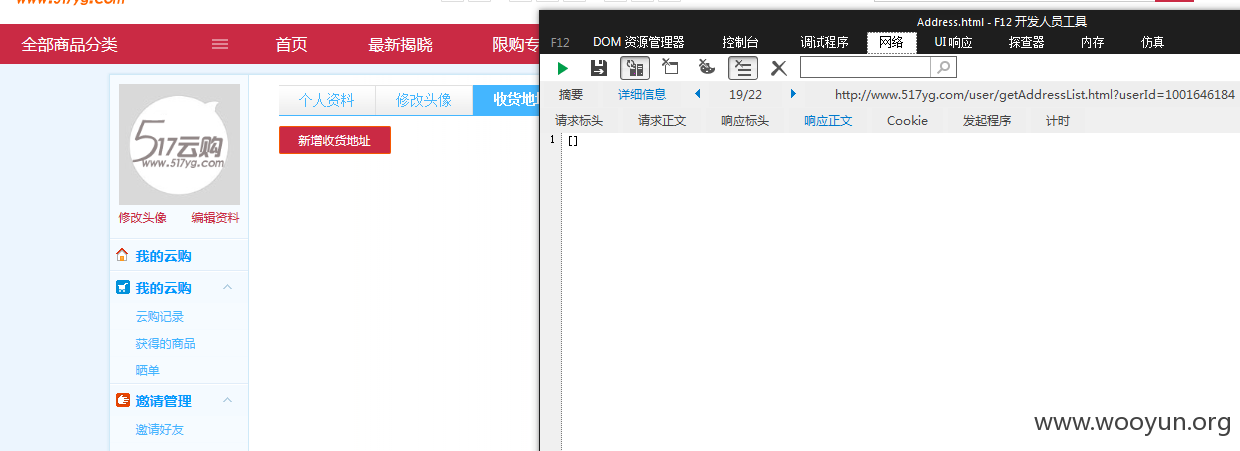 www.517yg.com
全部商品分类 首页 最新揭晓 限购专
Address.html - F12 开发人员工具
F12 DOM 资源管理器 控制台 调试程序 网络 UI 响应 探查器 内存 仿真
摘要 详细信息 19/22 http://www.517yg.com/user/getAddressList.html?userId=1001646184
请求标头 请求正文 响应标头 响应正文 Cookie 发起程序 计时
1 []
个人资料 修改头像 收货地
新增收货地址
517云购
www.517yg.com
修改头像 编辑资料
我的云购
我的云购
云购记录
获得的商品
晒单
邀请管理
邀请好友
www.wooyun.org